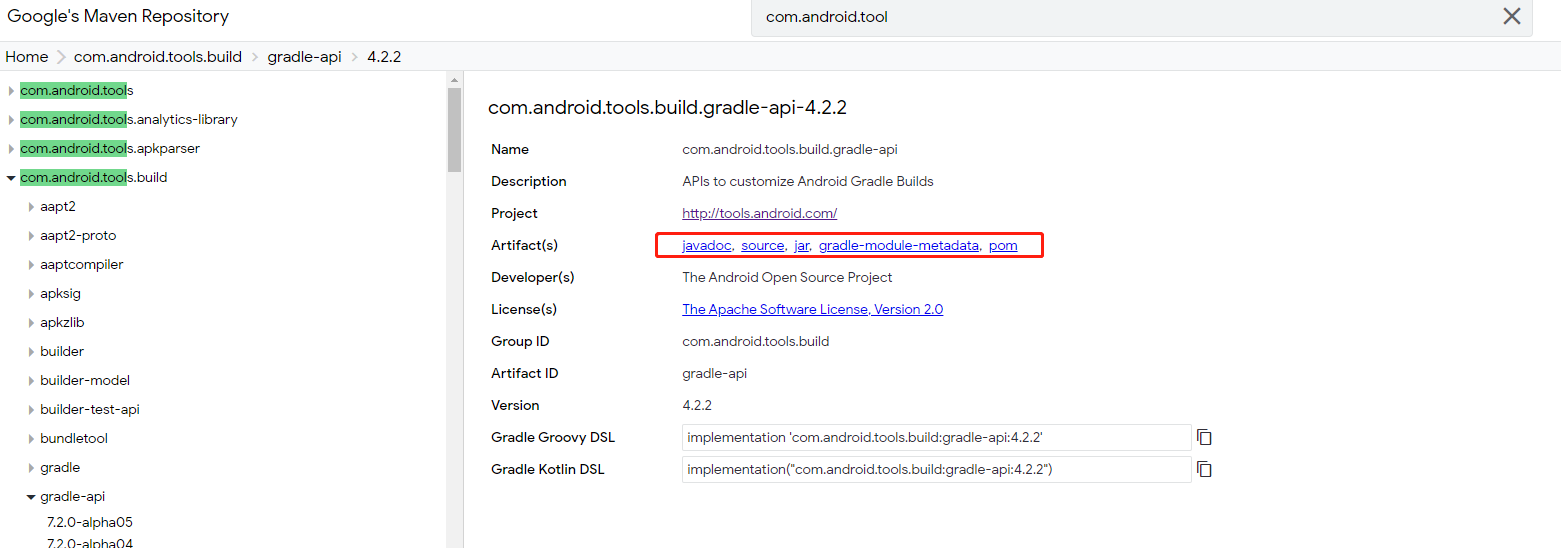 Google's Maven Repository
com.android.tool
Home com.android.tools.build gradle-api 4.2.2
com.android.tools
com.android.tools.analytics-library
com.android.tools.apkparser
com.android.tools.build
aapt2
aapt2-proto
aaptcompiler
apksig
apkzlib
builder
builder-model
builder-test-api
bundletool
gradle
gradle-api
7.2.0-alpha05
7.2.0-alpha04
com.android.tools.build.gradle-api-4.2.2
Name com.android.tools.build.gradle-api
Description APIs to customize Android Gradle Builds
Project http://tools.android.com/
Artifact(s) javadoc, source, jar, gradle-module-metadata, pom
Developer(s) The Android Open Source Project
License(s) The Apache Software License, Version 2.0
Group ID com.android.tools.build
Artifact ID gradle-api
Version 4.2.2
Gradle Groovy DSL implementation 'com.android.tools.build:gradle-api:4.2.2'
Gradle Kotlin DSL implementation("com.android.tools.build:gradle-api:4.2.2")